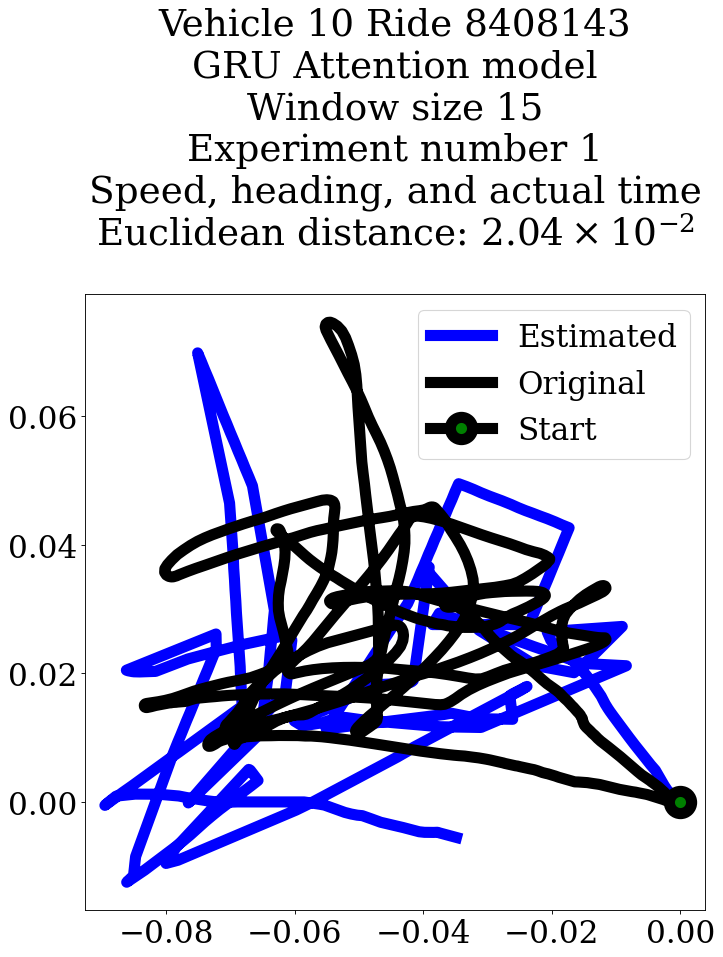 Vehicle 10 Ride 8408143
GRU Attention model
Window size 15
Experiment number 1
Speed, heading, and actual time
Euclidean distance: 2.04 × 10⁻²
Estimated
Original
Start
0.06
0.04
0.02
0.00
−0.08 −0.06 −0.04 −0.02 0.00